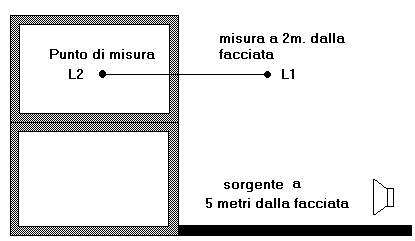 misura a 2m. dalla
facciata
Punto di misura
L2
L1
sorgente a
5 metri dalla facciata